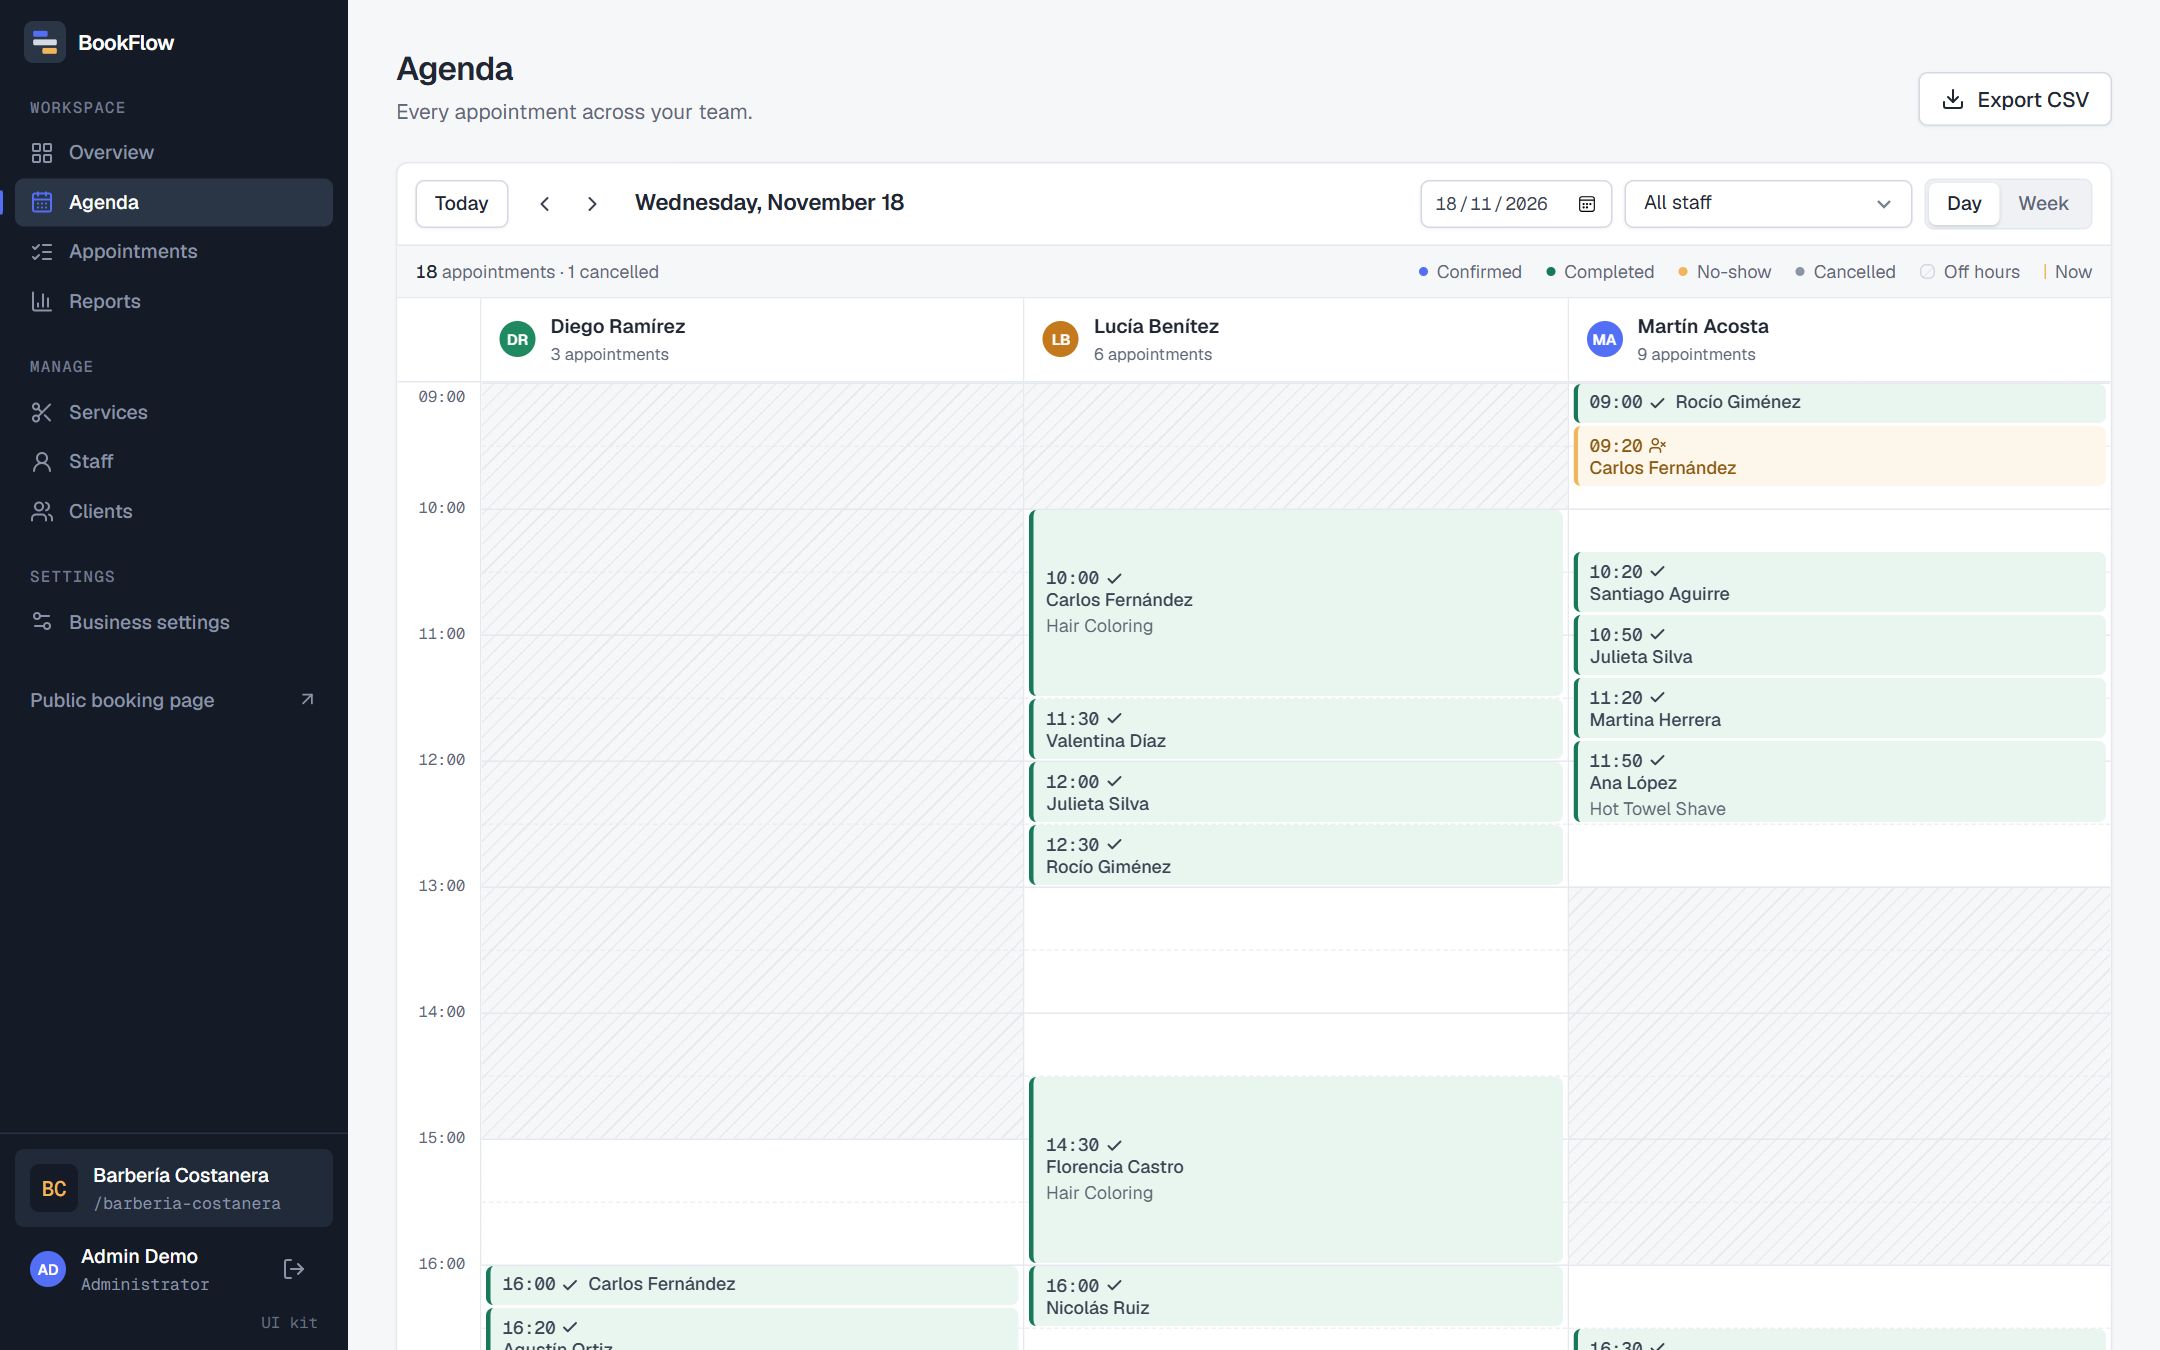 BookFlow
WORKSPACE
Overview
Agenda
Appointments
Reports
MANAGE
Services
Staff
Clients
SETTINGS
Business settings
Public booking page
BC
Barbería Costanera
/barberia-costanera
AD
Admin Demo
Administrator
UI kit
Agenda
Every appointment across your team.
Export CSV
Today
Wednesday, November 18
18/11/2026
All staff
Day
Week
18 appointments · 1 cancelled
Confirmed
Completed
No-show
Cancelled
Off hours
Now
DR
Diego Ramírez
3 appointments
LB
Lucía Benítez
6 appointments
MA
Martín Acosta
9 appointments
09:00
10:00
11:00
12:00
13:00
14:00
15:00
16:00
16:00 Carlos Fernández
16:20
Agustín Ortiz
10:00
Carlos Fernández
Hair Coloring
11:30
Valentina Díaz
12:00
Julieta Silva
12:30
Rocío Giménez
14:30
Florencia Castro
Hair Coloring
16:00
Nicolás Ruiz
09:00 Rocío Giménez
09:20
Carlos Fernández
10:20
Santiago Aguirre
10:50
Julieta Silva
11:20
Martina Herrera
11:50
Ana López
Hot Towel Shave
16:30